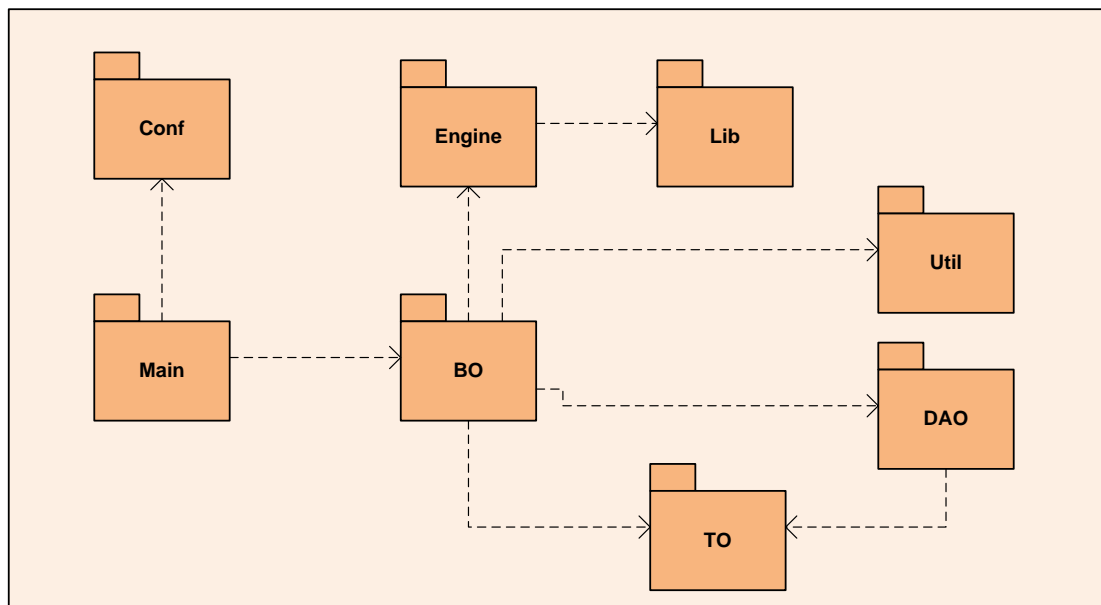 Conf
Engine
Lib
Util
Main
BO
DAO
TO